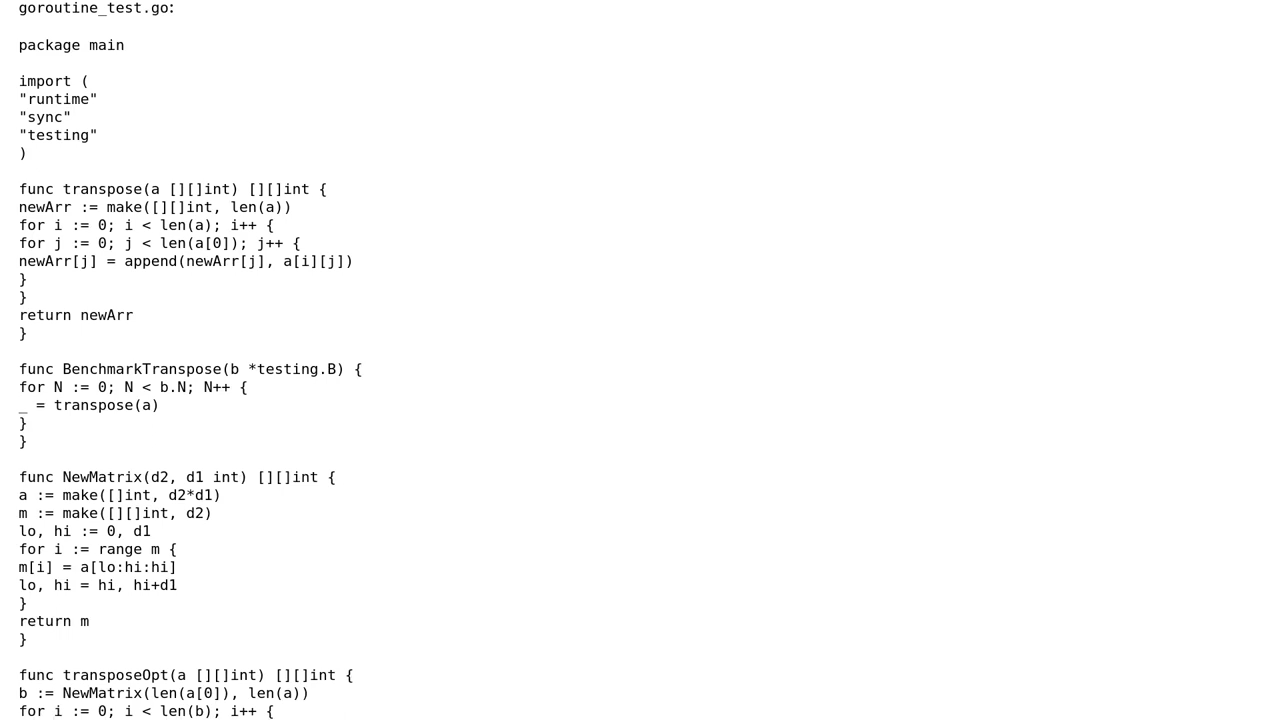 goroutine_test.go:
package main
import (
"runtime"
"sync"
"testing"
)
func transpose(a [][]int) [][]int {
newArr := make([][]int, len(a))
for i := 0; i < len(a); i++ {
for j := 0; j < len(a[0]); j++ {
newArr[j] = append(newArr[j], a[i][j])
}
}
return newArr
}
func BenchmarkTranspose(b *testing.B) {
for N := 0; N < b.N; N++ {
_ = transpose(a)
}
}
func NewMatrix(d2, d1 int) [][]int {
a := make([]int, d2*d1)
m := make([][]int, d2)
lo, hi := 0, d1
for i := range m {
m[i] = a[lo:hi:hi]
lo, hi = hi, hi+d1
}
return m
}
func transposeOpt(a [][]int) [][]int {
b := NewMatrix(len(a[0]), len(a))
for i := 0; i < len(b); i++ {